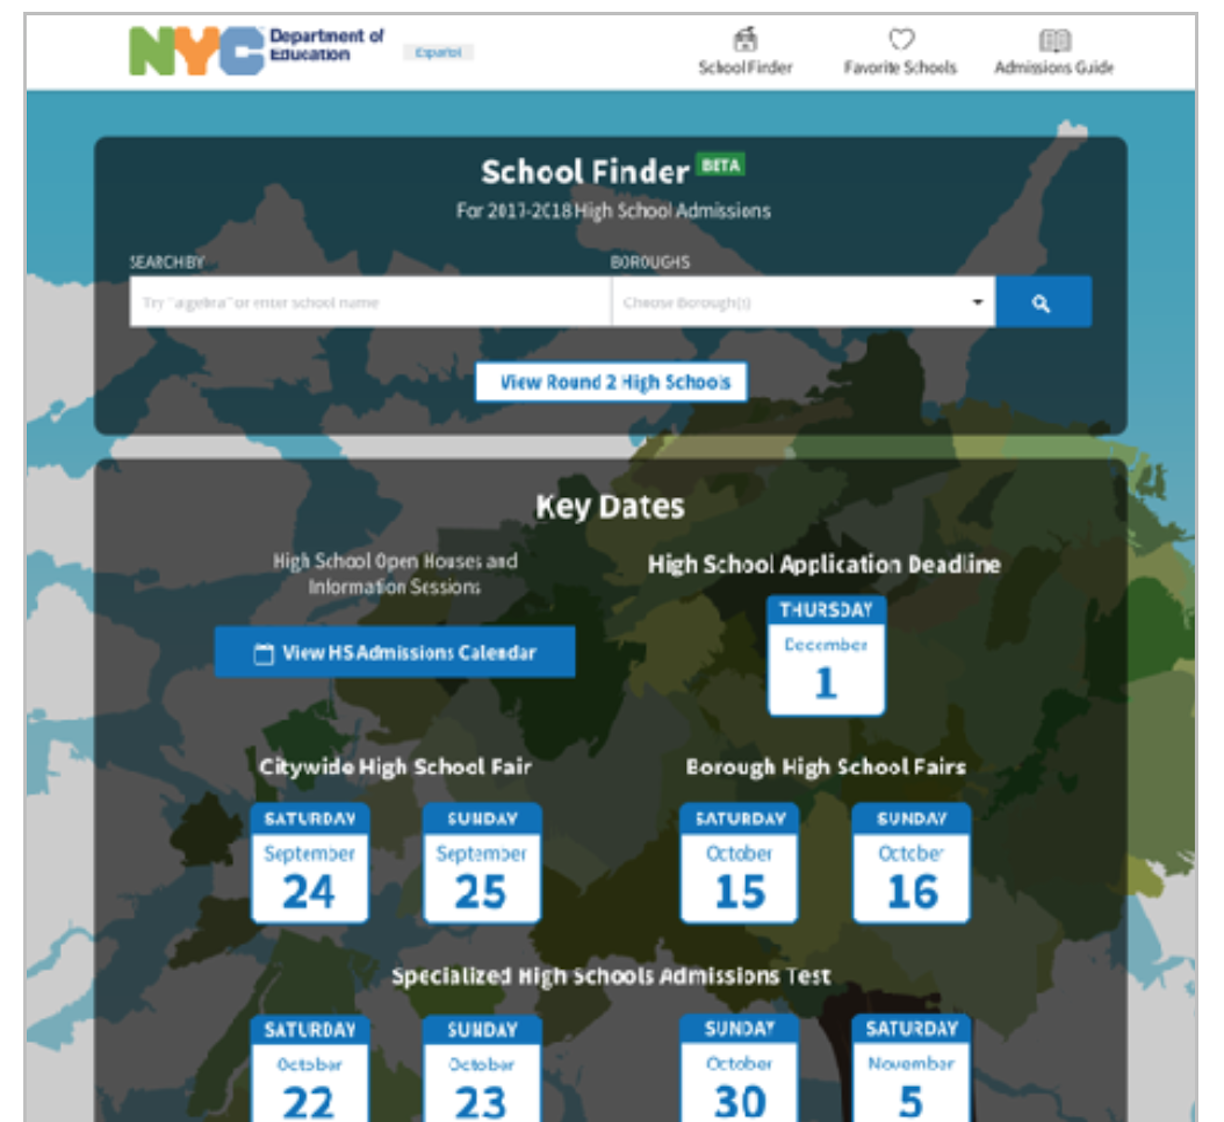 NYC Department of
Education
Español
School Finder
Favorite Schools
Admissions Guide
School Finder BETA
For 2017-2018 High School Admissions
SEARCH BY
BOROUGHS
Try "algebra" or enter school name
Choose Borough(s)
View Round 2 High Schools
Key Dates
High School Open Houses and
Information Sessions
View HS Admissions Calendar
High School Application Deadline
THURSDAY
December
1
Citywide High School Fair
SATURDAY
September
24
SUNDAY
September
25
Borough High School Fairs
SATURDAY
October
15
SUNDAY
October
16
Specialized High Schools Admissions Test
SATURDAY
October
22
SUNDAY
October
23
SUNDAY
October
30
SATURDAY
November
5